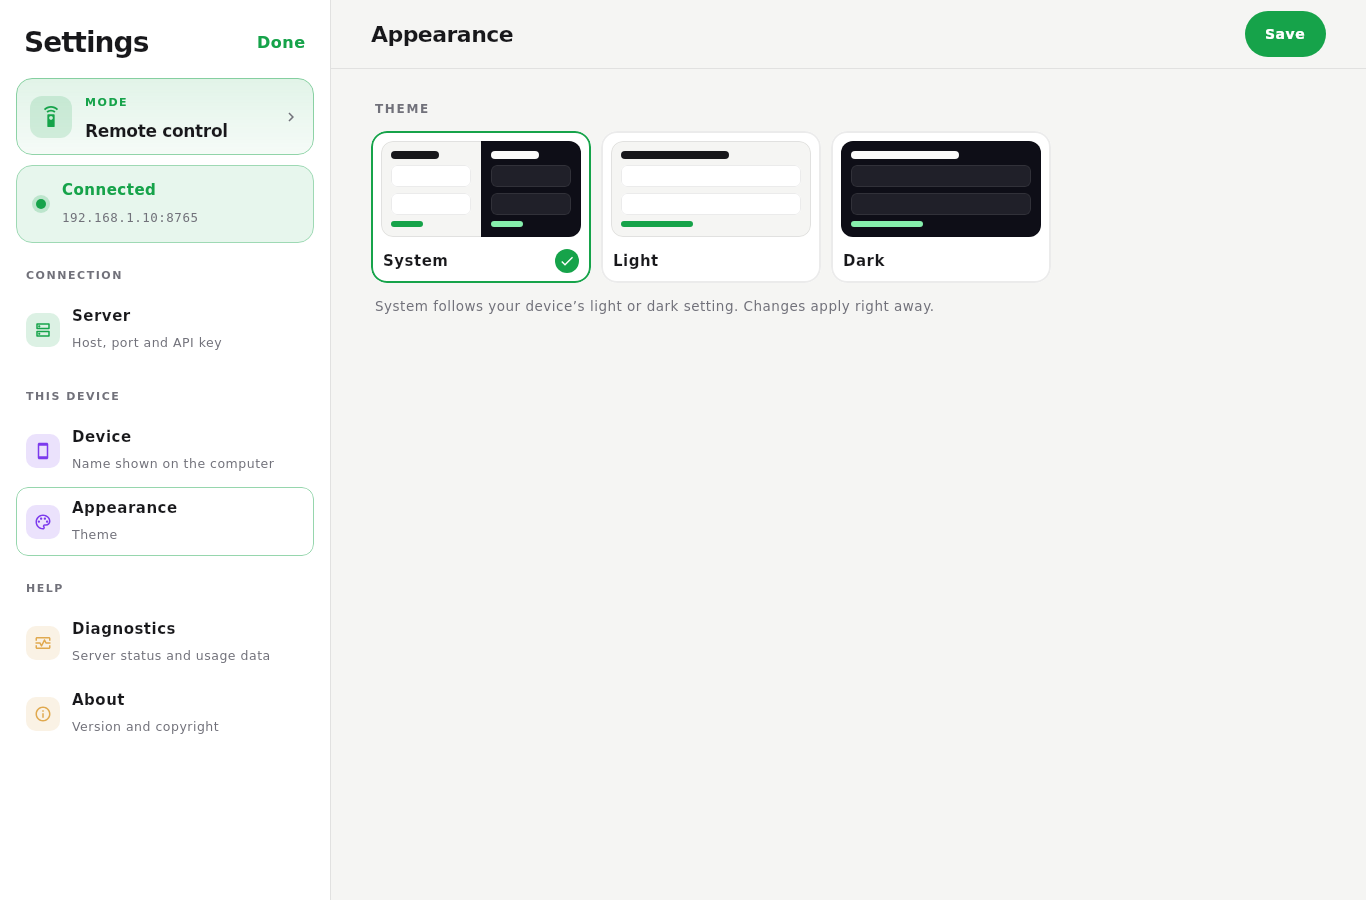 Settings
Done
MODE
Remote control
Connected
192.168.1.10:8765
CONNECTION
Server
Host, port and API key
THIS DEVICE
Device
Name shown on the computer
Appearance
Theme
HELP
Diagnostics
Server status and usage data
About
Version and copyright
Appearance
Save
THEME
System
Light
Dark
System follows your device’s light or dark setting. Changes apply right away.